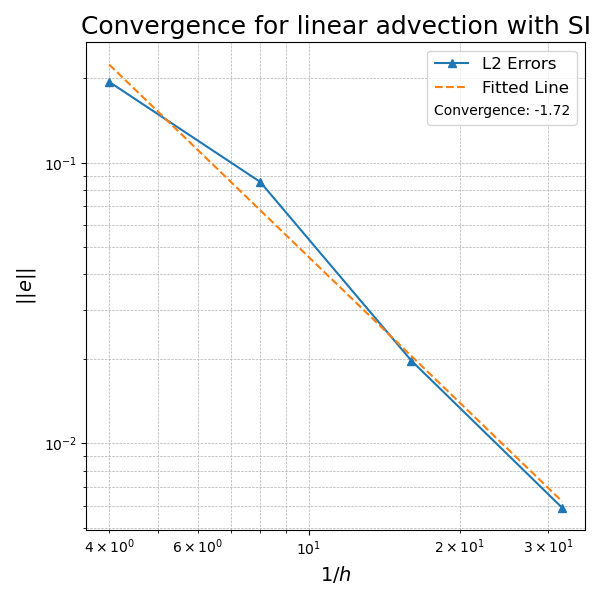 Convergence for linear advection with SI
||e||
10⁻¹
10⁻²
L2 Errors
Fitted Line
Convergence: -1.72
4 × 10⁰
6 × 10⁰
10¹
2 × 10¹
3 × 10¹
1/h